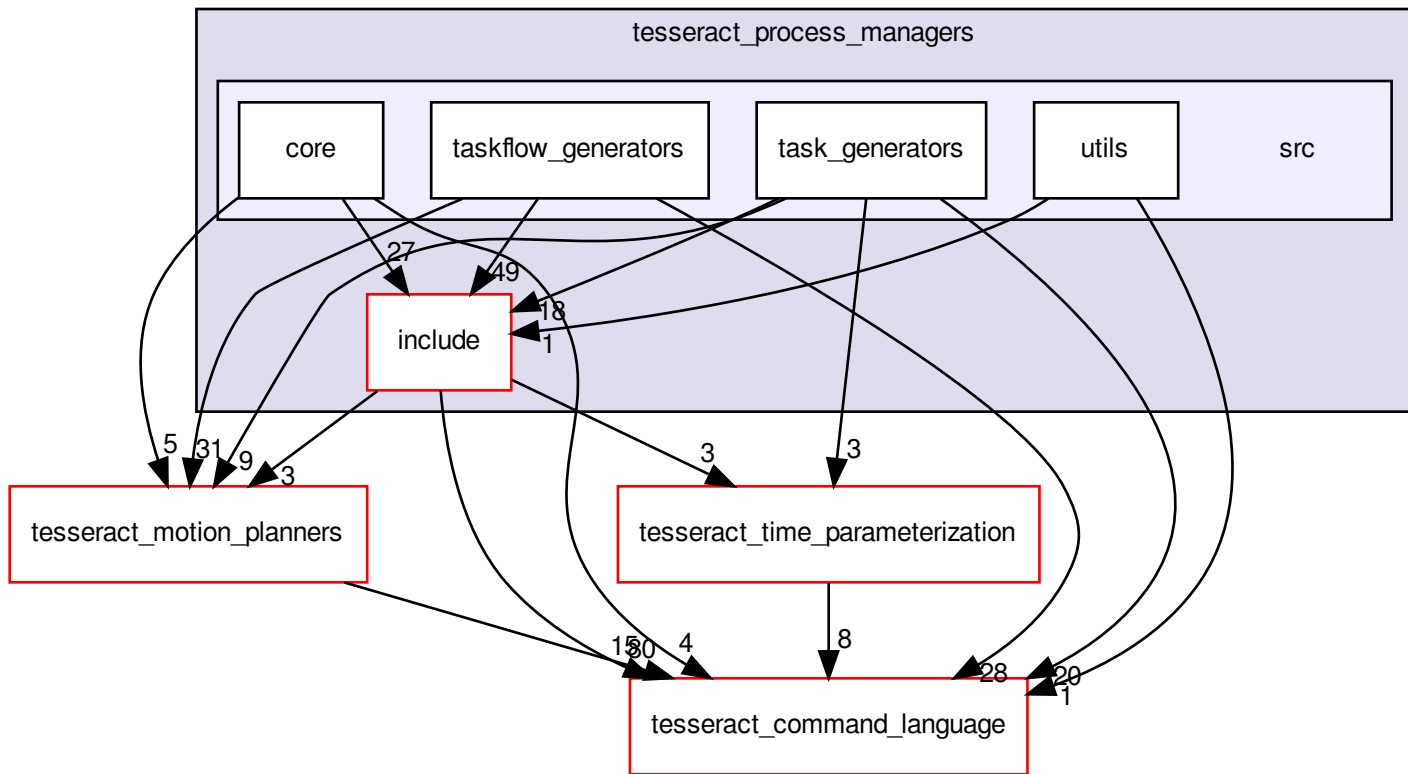 tesseract_process_managers
core
taskflow_generators
task_generators
utils
src
27
49
18
1
include
5
31
9
3
3
3
tesseract_motion_planners
tesseract_time_parameterization
15
80
4
8
28
20
1
tesseract_command_language